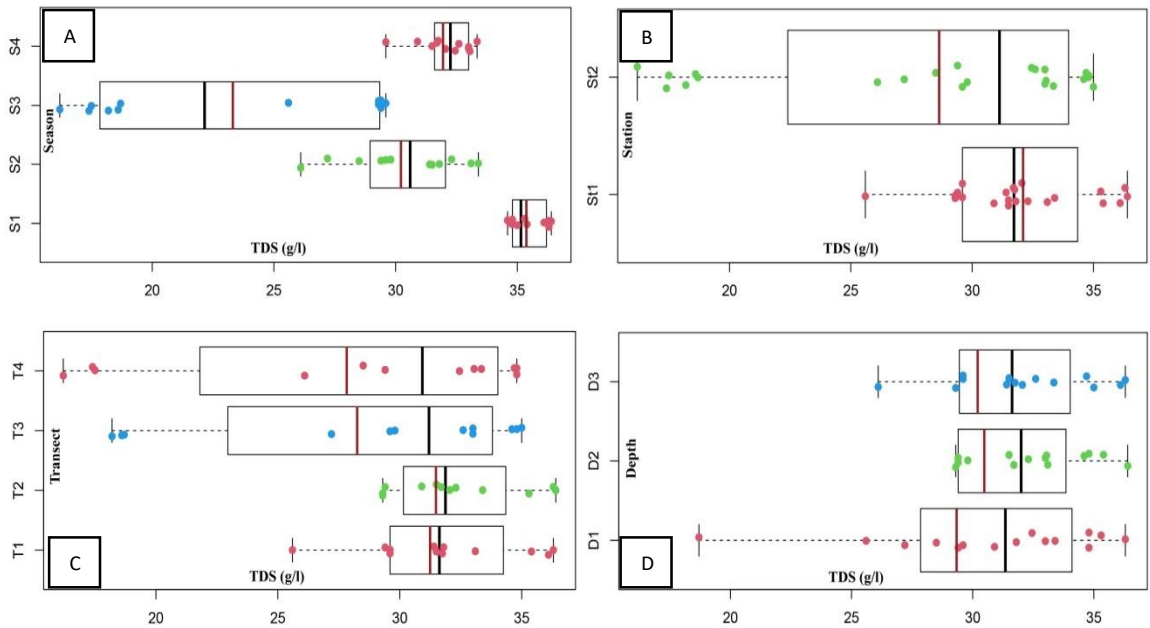 A
S4
S3
S2
S1
Season
TDS (g/l)
20 25 30 35
B
St2
St1
Station
TDS (g/l)
20 25 30 35
T4
T3
T2
T1
Transect
C
TDS (g/l)
20 25 30 35
D3
D2
D1
Depth
D
TDS (g/l)
20 25 30 35